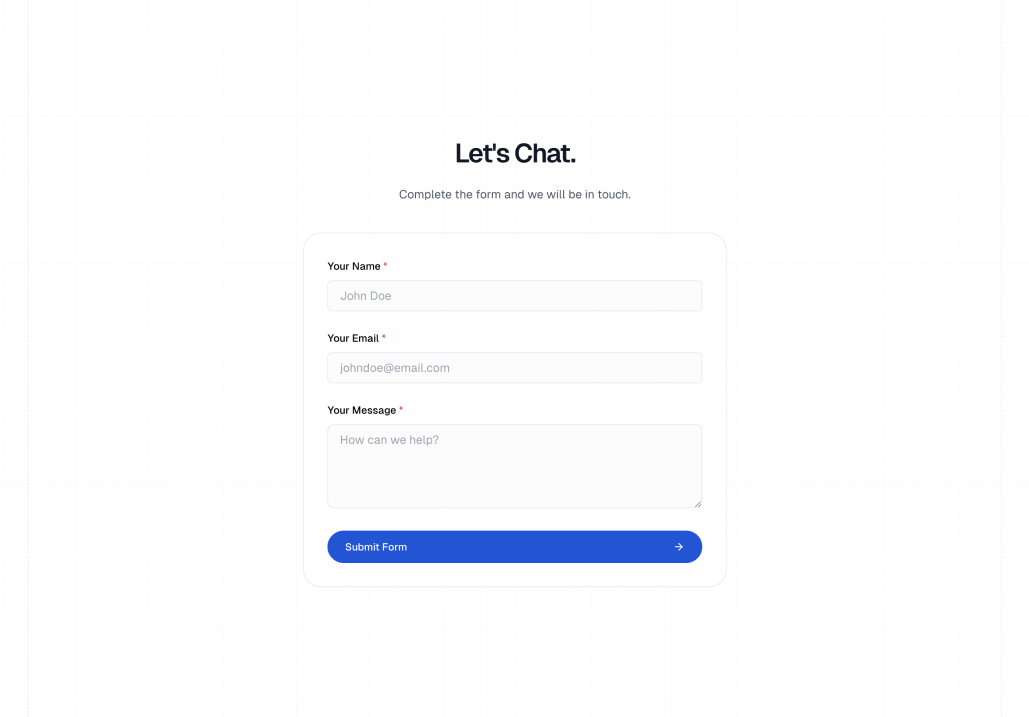 Let's Chat.
Complete the form and we will be in touch.
Your Name *
John Doe
Your Email *
johndoe@email.com
Your Message *
How can we help?
Submit Form →